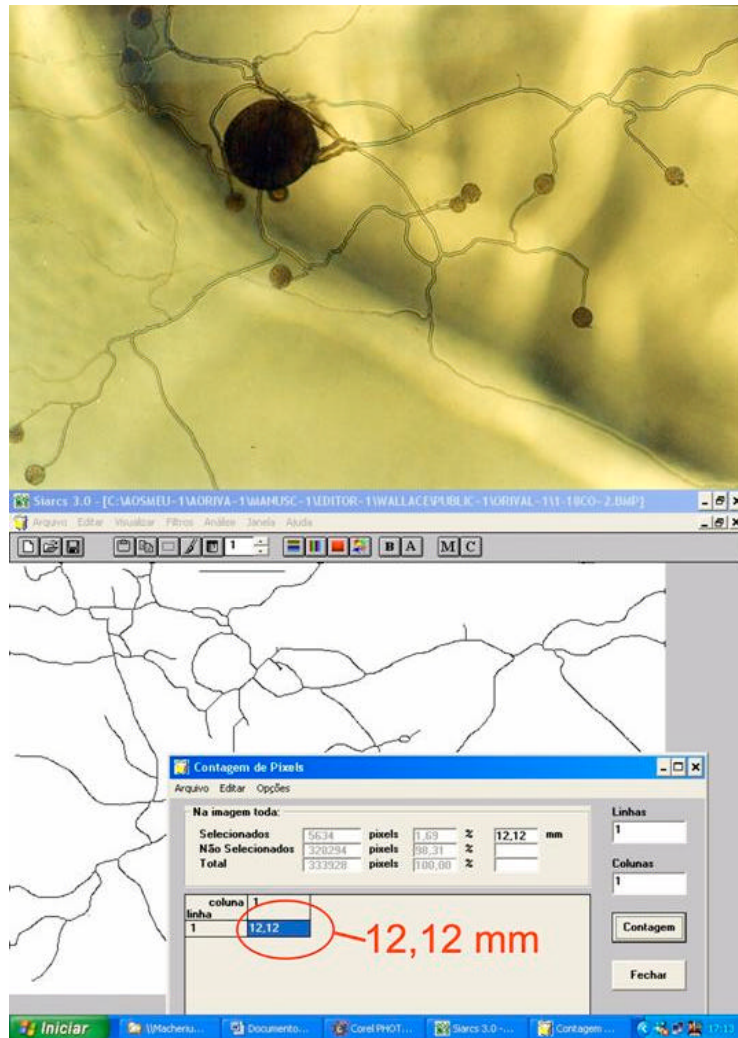 Siarcs 3.0 - [C:\AOSMEU~1\AORIVA~1\MANUSC~1\EDITOR~1\WALLACE\PUBLIC~1\ORIVAL~1\1-18CO~2.BMP]
Arquivo Editar Visualizar Filtros Análise Janela Ajuda
1 B A M C
Contagem de Pixels
Arquivo Editar Opções
Na imagem toda:
Selecionados 5634 pixels 1,69 % 12,12 mm
Não Selecionados 328294 pixels 98,31 %
Total 333928 pixels 100,00 %
Linhas
1
Colunas
1
coluna 1
linha
1 12,12
12,12 mm
Contagem
Fechar
Iniciar \\Macheriu... Documento... Corel PHOT... Siarcs 3.0 -... Contagem ... 17:13